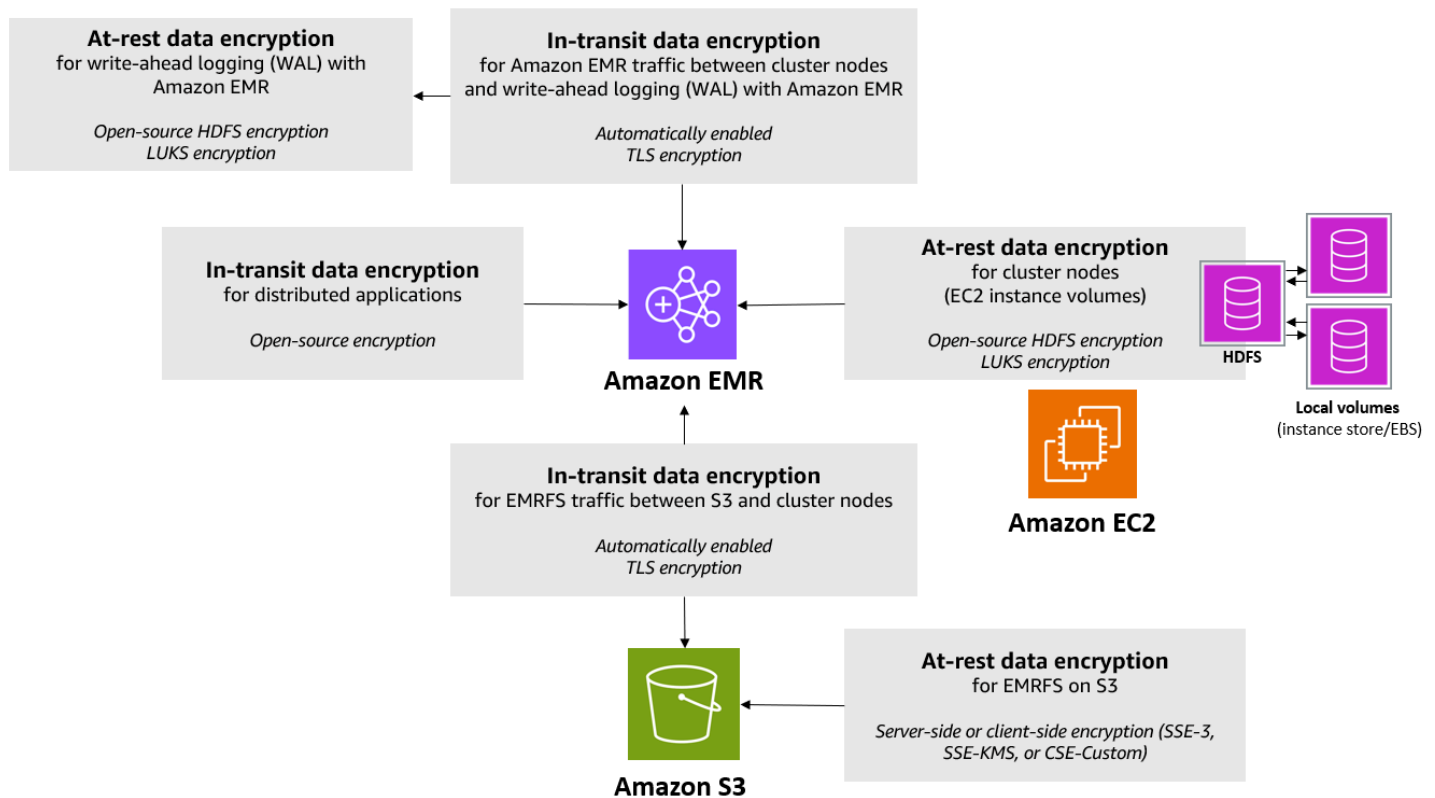 At-rest data encryption
for write-ahead logging (WAL) with
Amazon EMR
Open-source HDFS encryption
LUKS encryption
In-transit data encryption
for Amazon EMR traffic between cluster nodes
and write-ahead logging (WAL) with Amazon EMR
Automatically enabled
TLS encryption
In-transit data encryption
for distributed applications
Open-source encryption
Amazon EMR
At-rest data encryption
for cluster nodes
(EC2 instance volumes)
Open-source HDFS encryption
LUKS encryption
HDFS
Local volumes
(instance store/EBS)
Amazon EC2
In-transit data encryption
for EMRFS traffic between S3 and cluster nodes
Automatically enabled
TLS encryption
Amazon S3
At-rest data encryption
for EMRFS on S3
Server-side or client-side encryption (SSE-3,
SSE-KMS, or CSE-Custom)